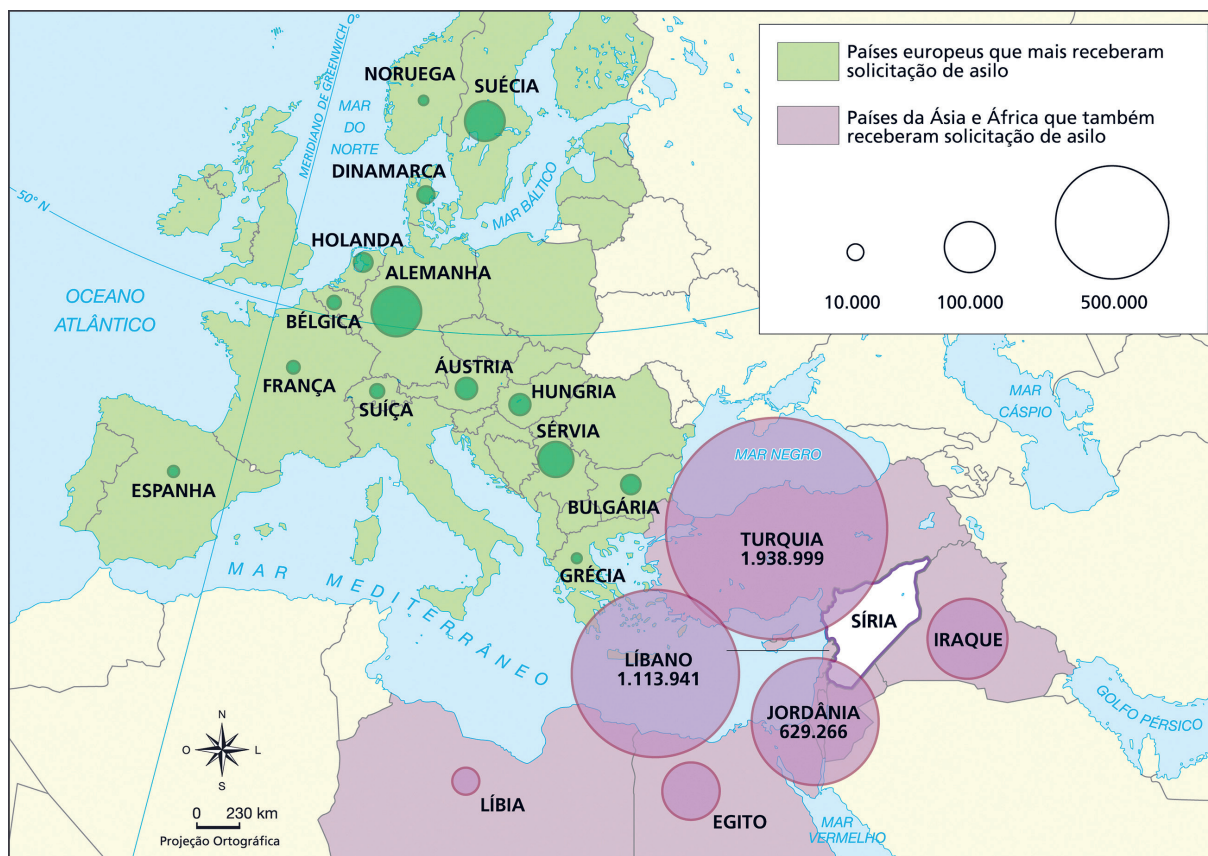 MERIDIANO DE GREENWICH 0°
NORUEGA
SUÉCIA
MAR
DO
NORTE
DINAMARCA
50° N
MAR BÁLTICO
HOLANDA
ALEMANHA
OCEANO
ATLÂNTICO
BÉLGICA
FRANÇA
ÁUSTRIA
SUÍÇA
HUNGRIA
SÉRVIA
ESPANHA
BULGÁRIA
GRÉCIA
MAR MEDITERRÂNEO
MAR NEGRO
MAR
CÁSPIO
TURQUIA
1.938.999
SÍRIA
IRAQUE
LÍBANO
1.113.941
JORDÂNIA
629.266
GOLFO PÉRSICO
LÍBIA
EGITO
MAR
VERMELHO
N
O
L
S
0 230 km
Projeção Ortográfica
Países europeus que mais receberam
solicitação de asilo
Países da Ásia e África que também
receberam solicitação de asilo
10.000
100.000
500.000